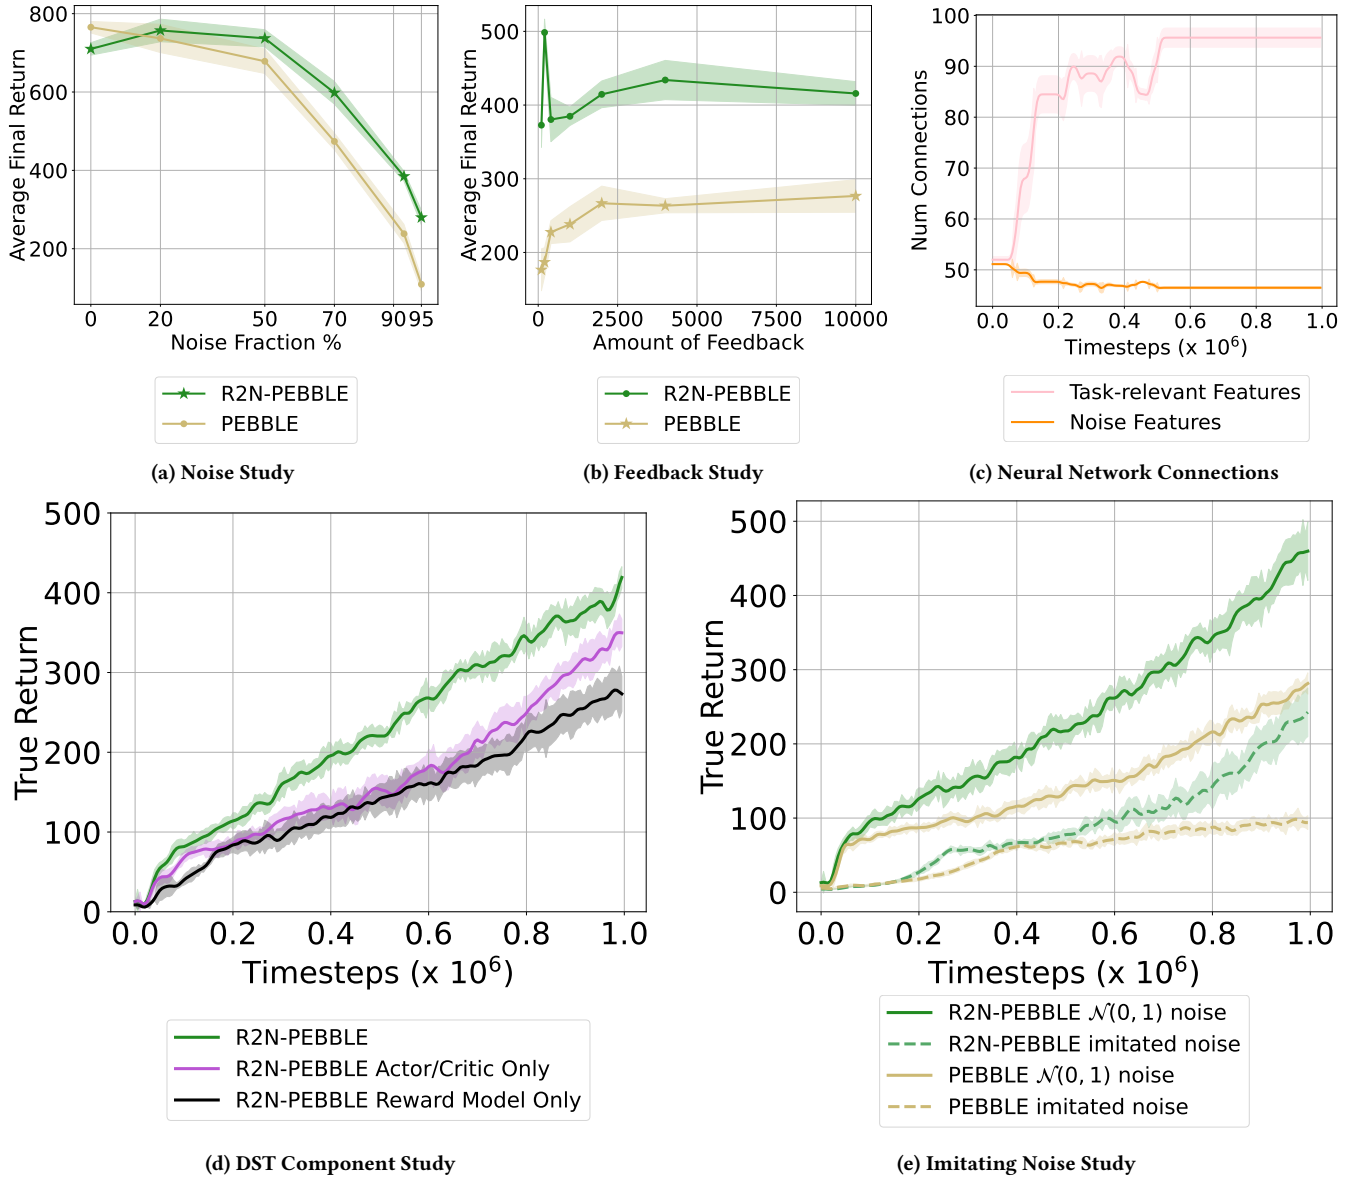 800
600
400
200
Average Final Return
0
20
50
70
90
95
Noise Fraction %
R2N-PEBBLE
PEBBLE
(a) Noise Study
500
400
300
200
Average Final Return
0
2500
5000
7500
10000
Amount of Feedback
R2N-PEBBLE
PEBBLE
(b) Feedback Study
100
90
80
70
60
50
Num Connections
0.0
0.2
0.4
0.6
0.8
1.0
Timesteps (x 10⁶)
Task-relevant Features
Noise Features
(c) Neural Network Connections
500
400
300
200
100
0
True Return
0.0
0.2
0.4
0.6
0.8
1.0
Timesteps (x 10⁶)
R2N-PEBBLE
R2N-PEBBLE Actor/Critic Only
R2N-PEBBLE Reward Model Only
(d) DST Component Study
500
400
300
200
100
0
True Return
0.0
0.2
0.4
0.6
0.8
1.0
Timesteps (x 10⁶)
R2N-PEBBLE 𝒩(0, 1) noise
R2N-PEBBLE imitated noise
PEBBLE 𝒩(0, 1) noise
PEBBLE imitated noise
(e) Imitating Noise Study